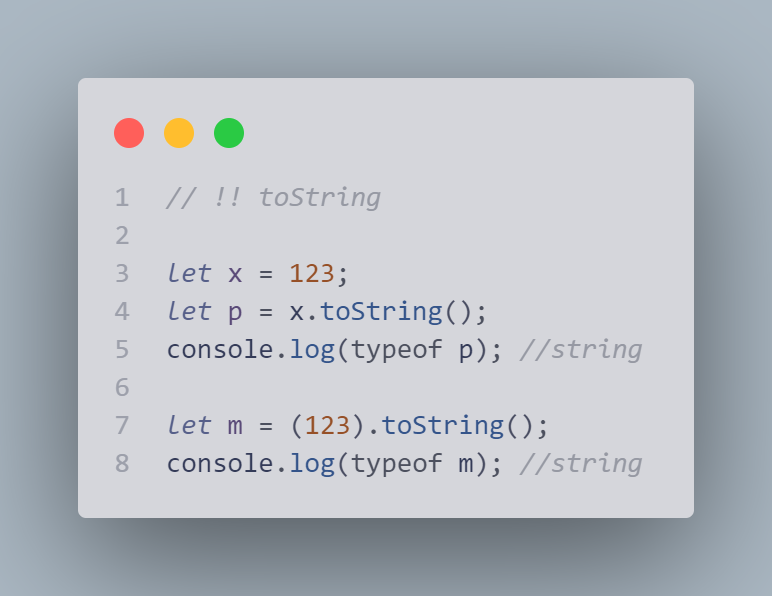 1 // !! toString
2
3 let x = 123;
4 let p = x.toString();
5 console.log(typeof p); //string
6
7 let m = (123).toString();
8 console.log(typeof m); //string